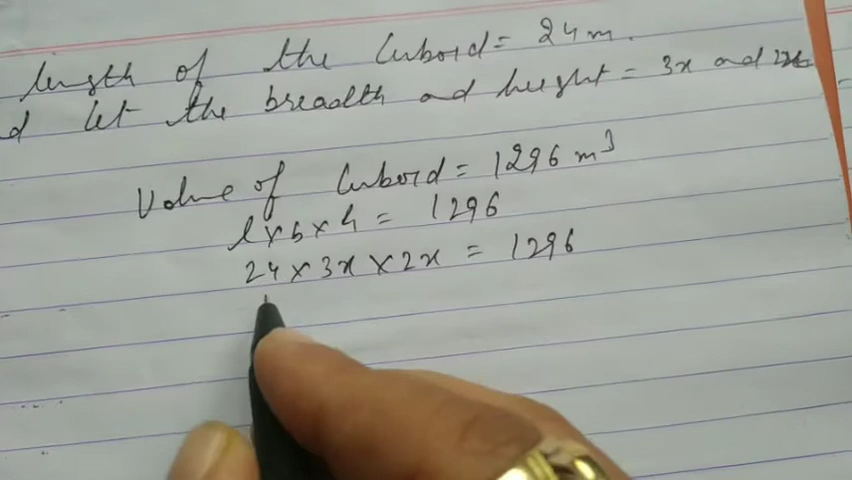 length of the Cuboid = 24 m.
d let the breadth and height = 3x and 2x
Volume of Cuboid = 1296 m³
l × b × h = 1296
24 × 3x × 2x = 1296